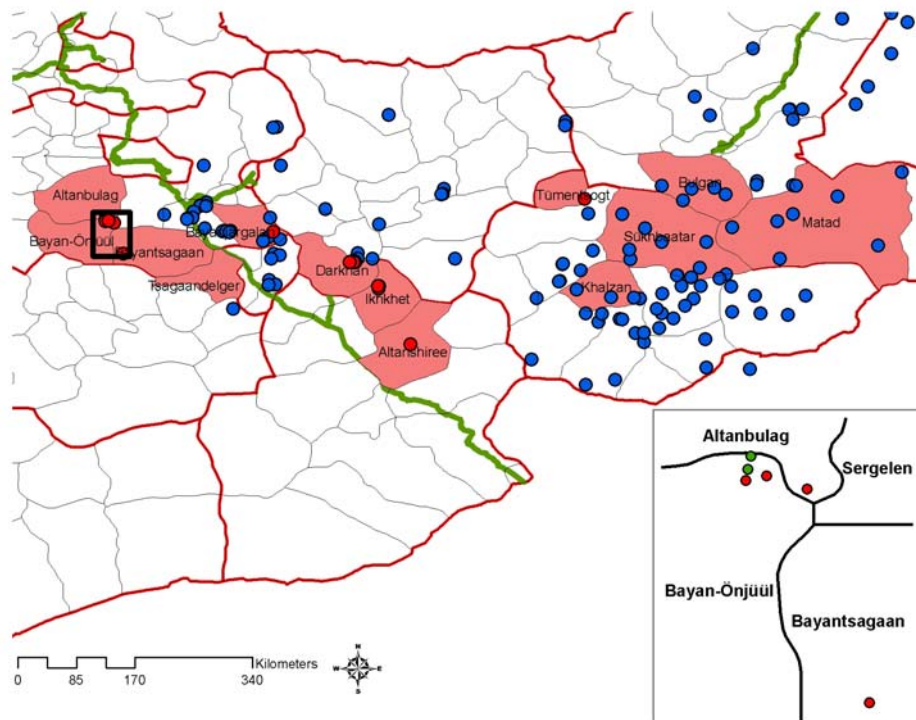 Altanbulag
Bayan-Önjüül
Bayantsagaan
Tsagaandelger
Bayanjargalan
Darkhan
Ikhkhet
Altanshiree
Tümentsogt
Bulgan
Sükhbaatar
Matad
Khalzan
Altanbulag
Sergelen
Bayan-Önjüül
Bayantsagaan
N
W E
S
Kilometers
0 85 170 340